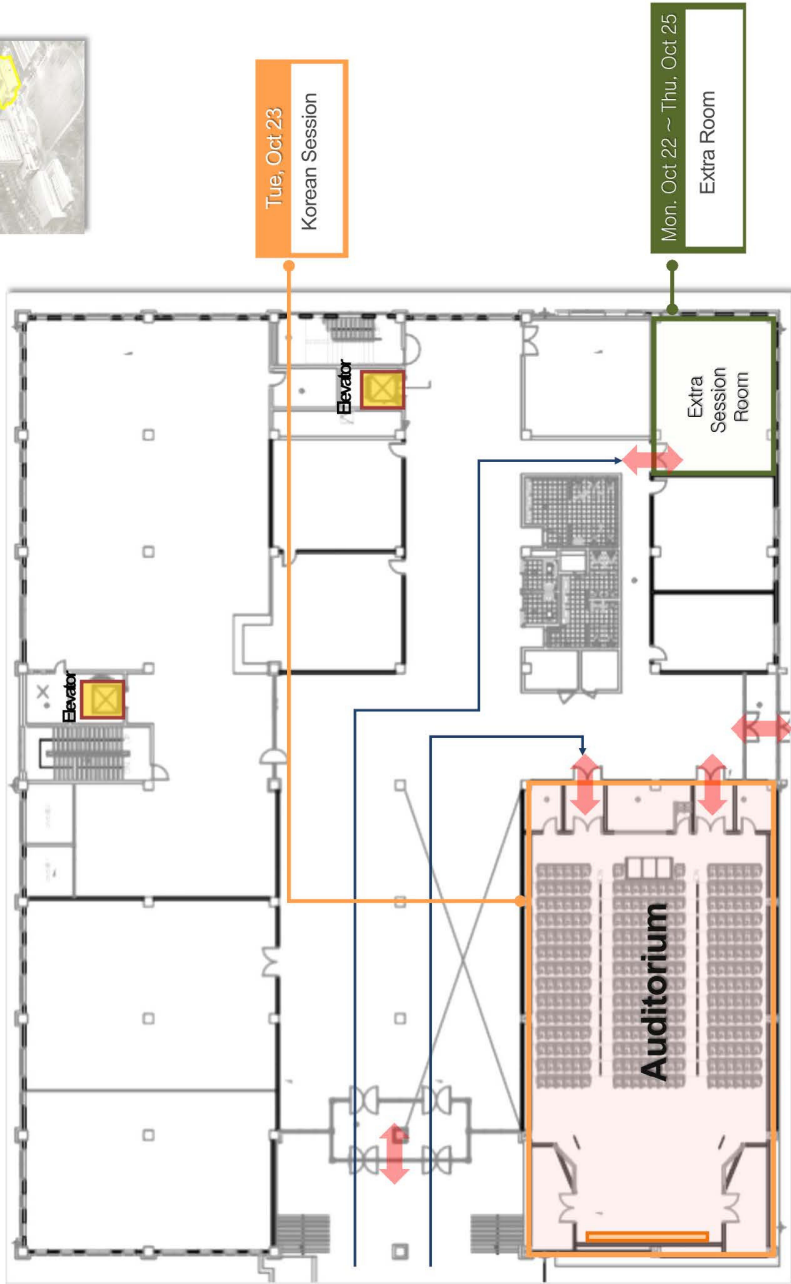 Tue, Oct 23
Korean Session
Mon. Oct 22 ~ Thu, Oct 25
Extra Room
Elevator
Elevator
Extra
Session
Room
Auditorium